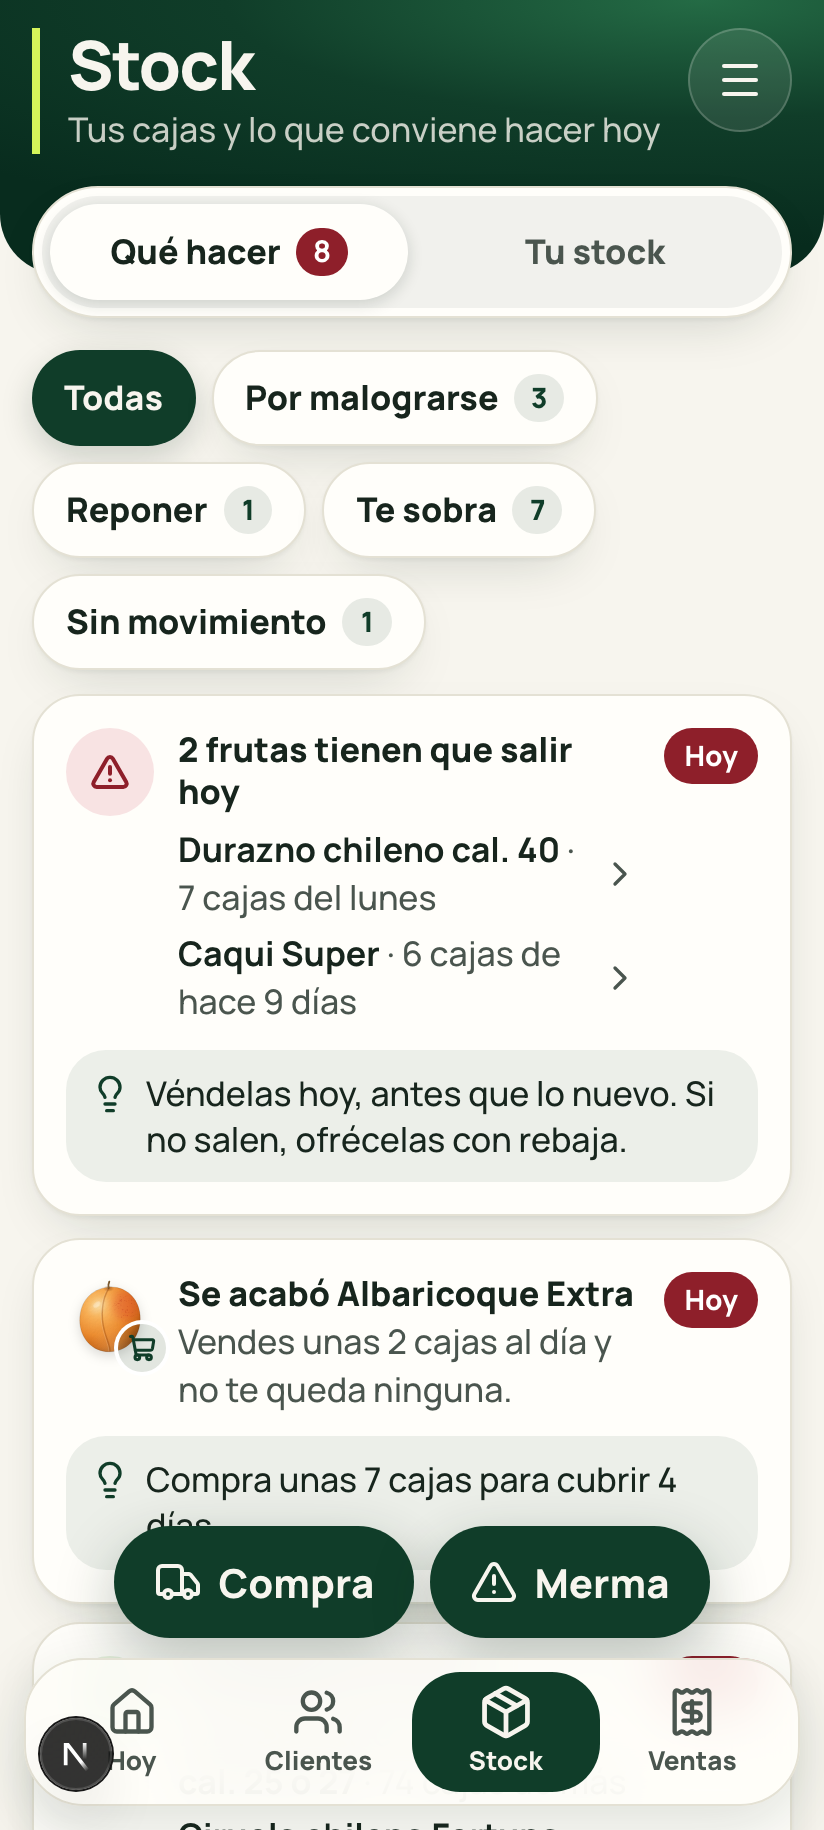 Stock
Tus cajas y lo que conviene hacer hoy
Qué hacer 8
Tu stock
Todas
Por malograrse 3
Reponer 1
Te sobra 7
Sin movimiento 1
2 frutas tienen que salir
hoy
Hoy
Durazno chileno cal. 40 ·
7 cajas del lunes
Caqui Super · 6 cajas de
hace 9 días
Véndelas hoy, antes que lo nuevo. Si
no salen, ofrécelas con rebaja.
Se acabó Albaricoque Extra
Hoy
Vendes unas 2 cajas al día y
no te queda ninguna.
Compra unas 7 cajas para cubrir 4
días
Compra
Merma
N
Hoy
Clientes
Stock
Ventas
Ciruela chilena Fortune